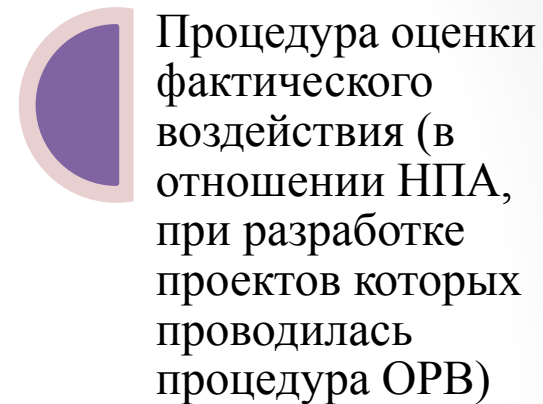 Процедура оценки
фактического
воздействия (в
отношении НПА,
при разработке
проектов которых
проводилась
процедура ОРВ)